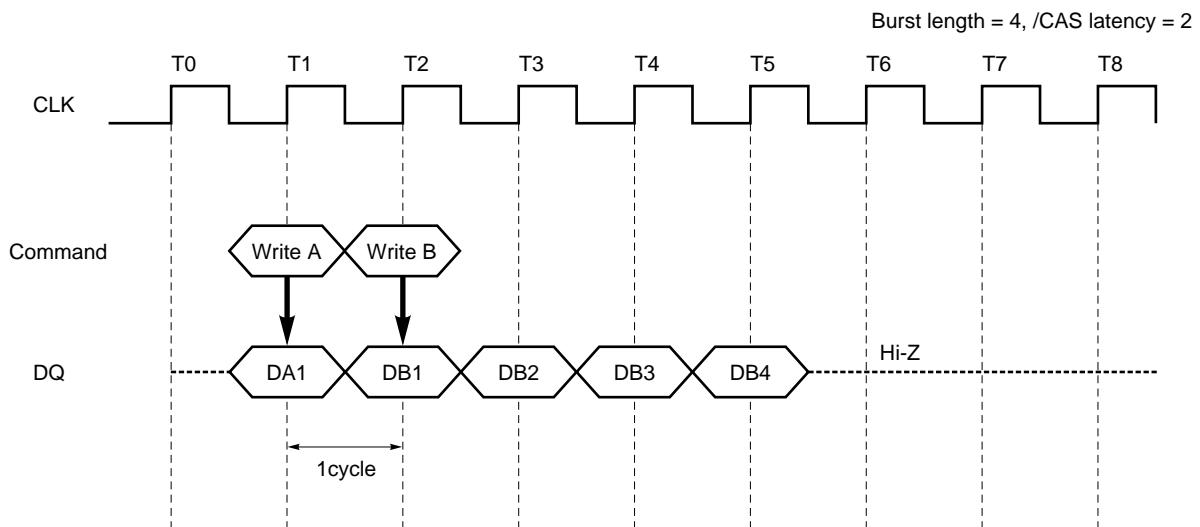 Burst length = 4, /CAS latency = 2
T0 T1 T2 T3 T4 T5 T6 T7 T8
CLK
Command Write A Write B
Hi-Z
DQ DA1 DB1 DB2 DB3 DB4
1cycle